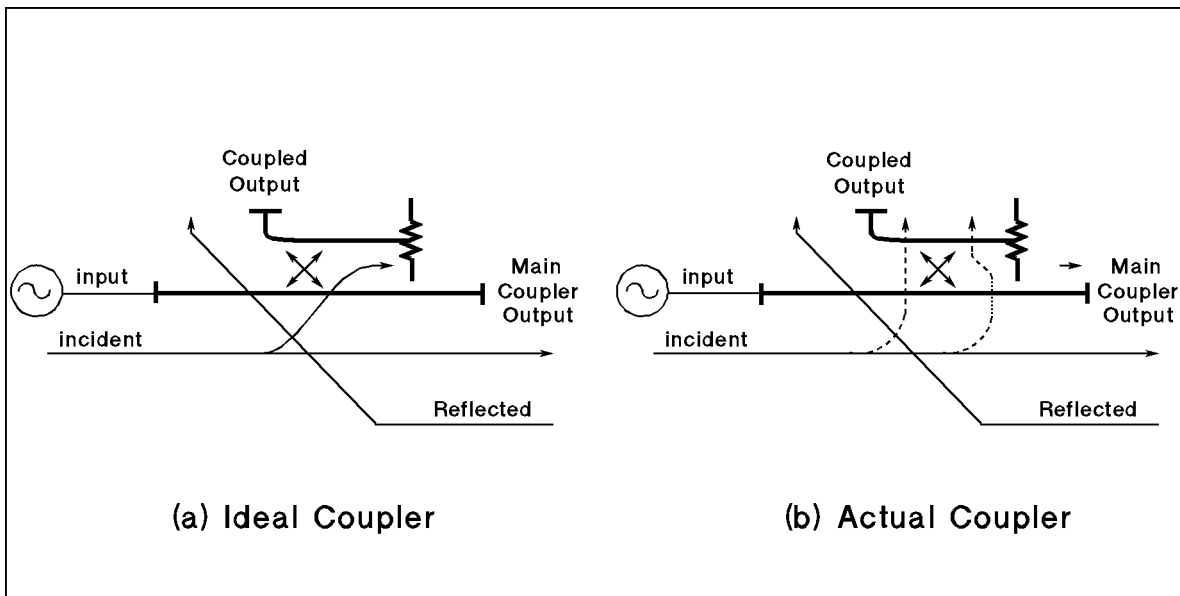 Coupled
Output
input
Main
Coupler
Output
incident
Reflected
(a) Ideal Coupler
Coupled
Output
input
Main
Coupler
Output
incident
Reflected
(b) Actual Coupler